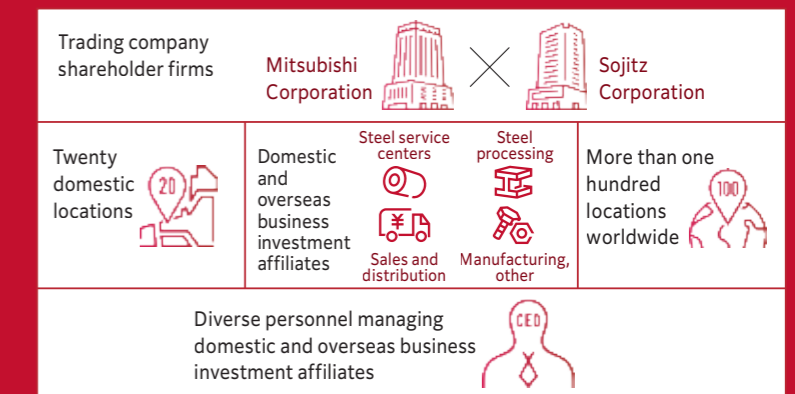 Trading company
shareholder firms
Mitsubishi
Corporation
Sojitz
Corporation
Twenty
domestic
locations
20
Domestic
and
overseas
business
investment
affiliates
Steel service
centers
Steel
processing
¥
Sales and
distribution
Manufacturing,
other
More than one
hundred
locations
worldwide
100
Diverse personnel managing
domestic and overseas business
investment affiliates
CEO